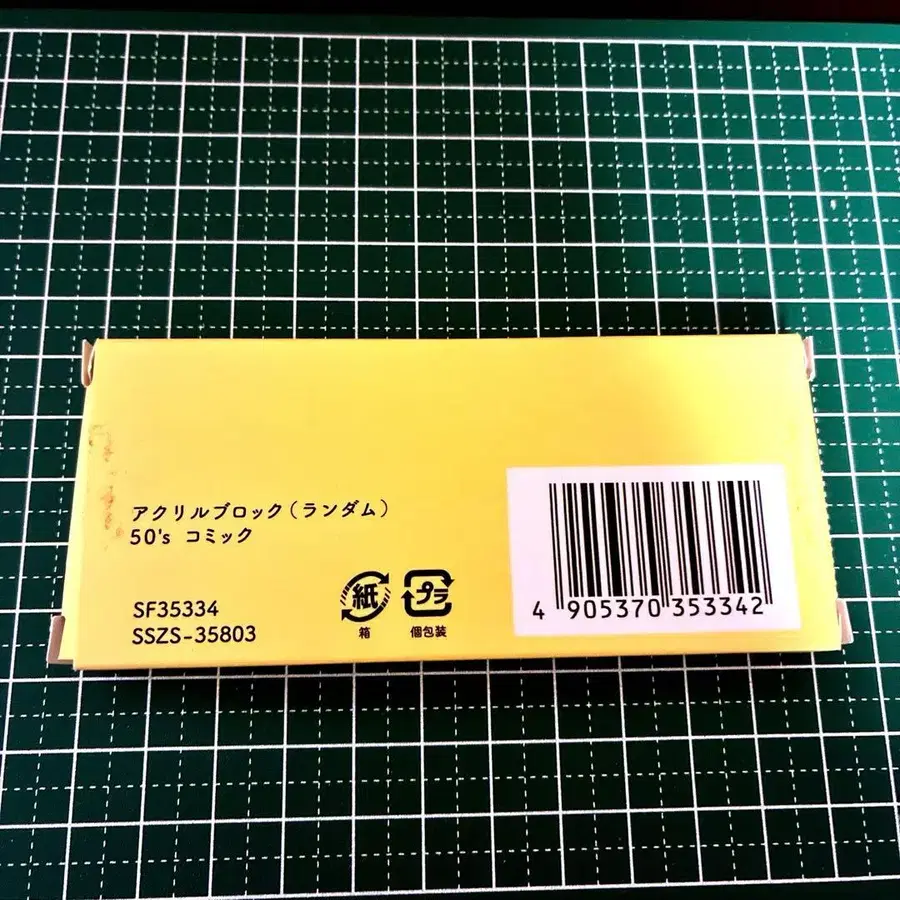 アクリルブロック(ランダム)
50's コミック
SF35334
SSZS-35803
紙
箱
プラ
個包装
4 905370 353342